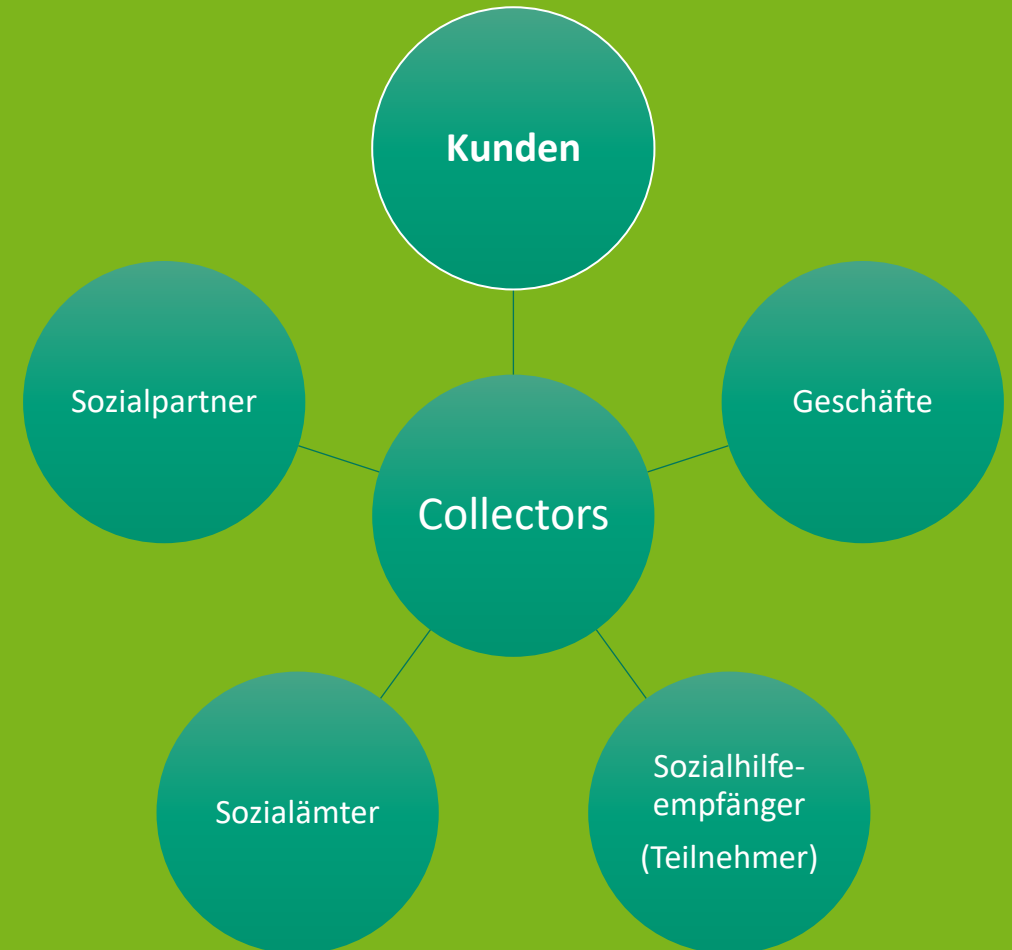 Kunden
Sozialpartner
Geschäfte
Collectors
Sozialämter
Sozialhilfe-
empfänger
(Teilnehmer)